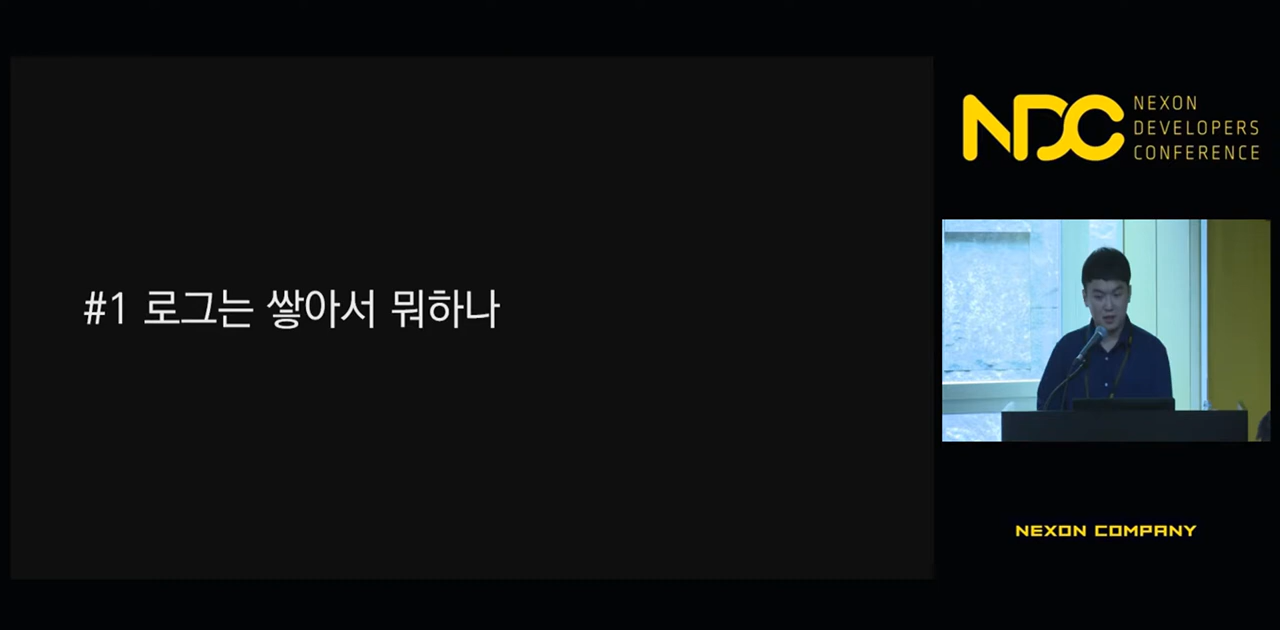 #1 로그는 쌓아서 뭐하나
NDC
NEXON
DEVELOPERS
CONFERENCE
NEXON COMPANY